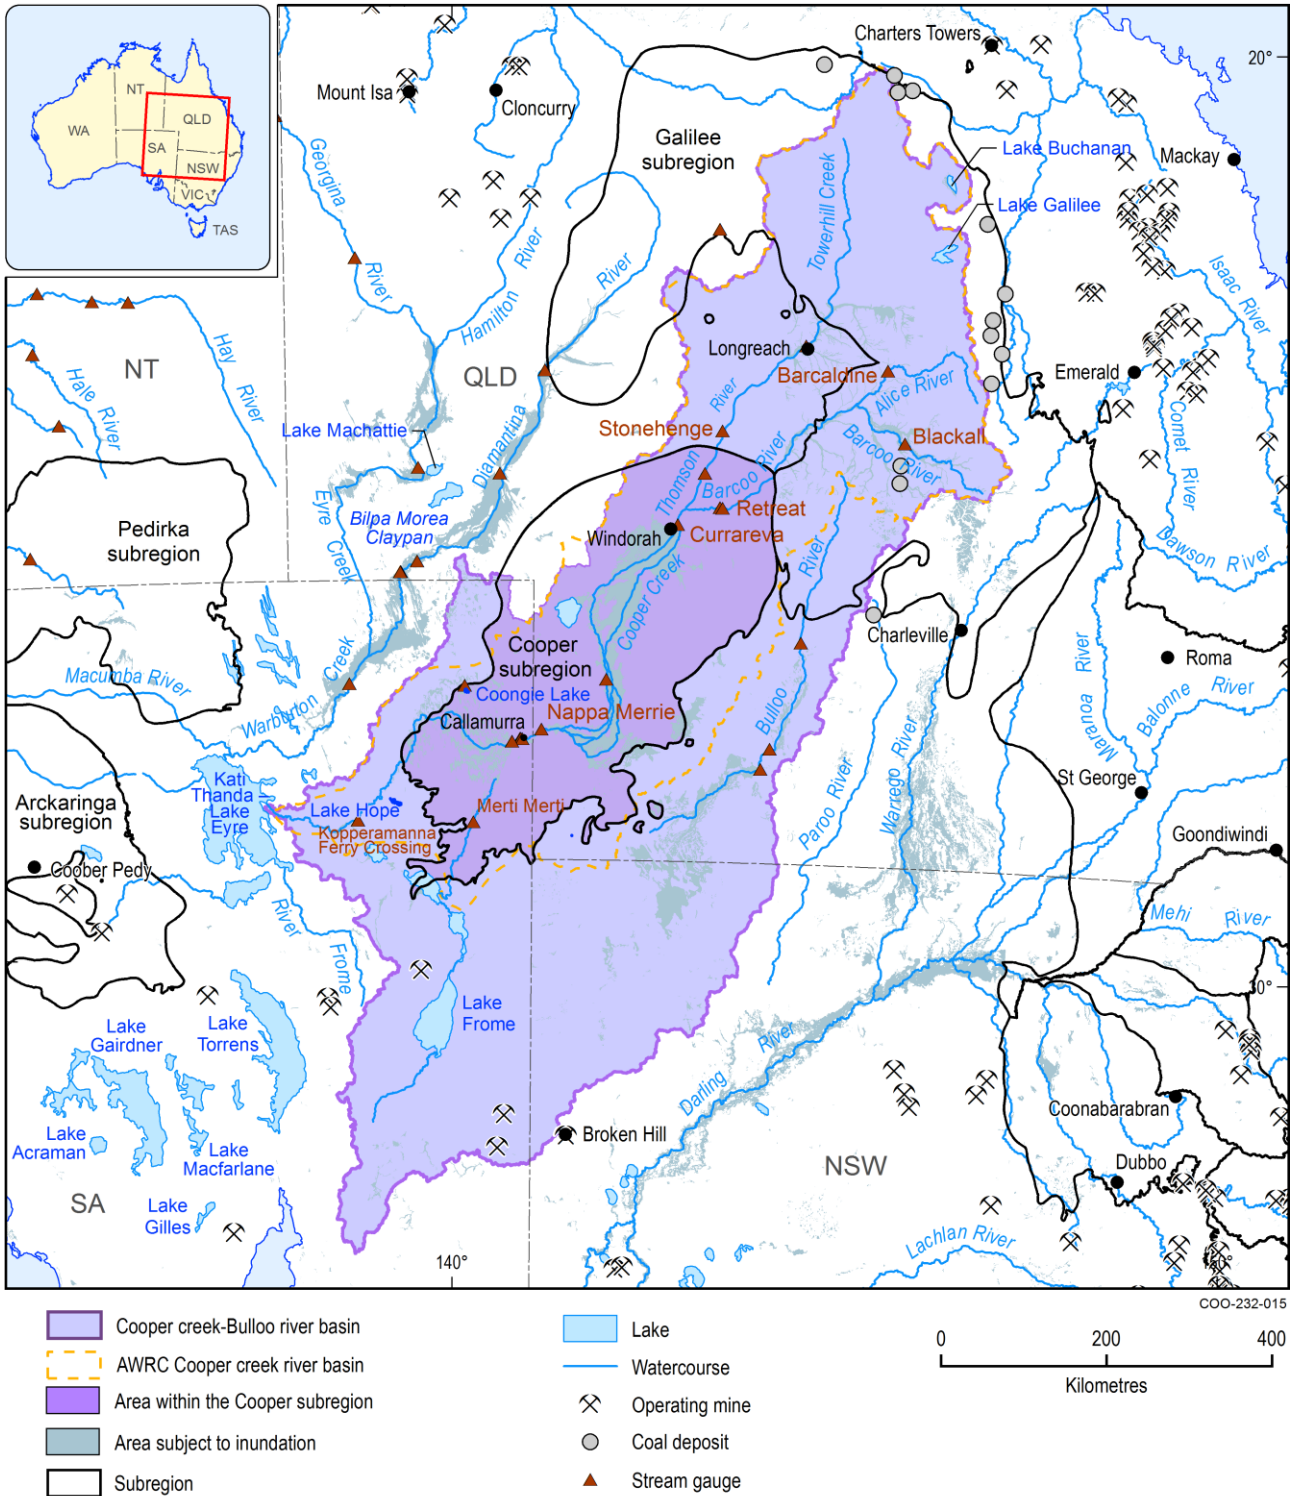 NT
QLD
WA
SA
NSW
VIC
TAS
Charters Towers
20°
Mount Isa
Cloncurry
Galilee
subregion
Lake Buchanan
Mackay
Georgina
River
Towerhill Creek
Lake Galilee
River
Hamilton
River
Isaac River
NT
Hay
River
Hale River
QLD
Longreach
Barcaldine
Emerald
River
Alice River
Comet River
Lake Machattie
Diamantina
Stonehenge
Blackall
Barcoo River
Barcoo River
Thomson
Eyre Creek
Bilpa Morea
Claypan
Retreat
Pedirka
subregion
Windorah
Currareva
River
Dawson River
Cooper Creek
Charleville
Cooper
subregion
Roma
Macumba River
Warburton
Creek
Coongie Lake
Maranoa
River
Balonne
River
Nappa Merrie
Callamurra
Bulloo
Kati
Thanda
Lake
Eyre
St George
Arckaringa
subregion
Lake Hope
Merti Merti
Paroo River
Warrego River
Kopperamanna
Ferry Crossing
Goondiwindi
Coober Pedy
River
Frome
Mehi
River
30°
Lake
Frome
Lake
Gairdner
Lake
Torrens
Darling
River
Coonabarabran
Lake
Acraman
Lake
Macfarlane
Broken Hill
NSW
Dubbo
SA
Lake
Gilles
Lachlan River
140°
COO-232-015
Cooper creek-Bulloo river basin
AWRC Cooper creek river basin
Area within the Cooper subregion
Area subject to inundation
Subregion
Lake
Watercourse
Operating mine
Coal deposit
Stream gauge
0
200
400
Kilometres